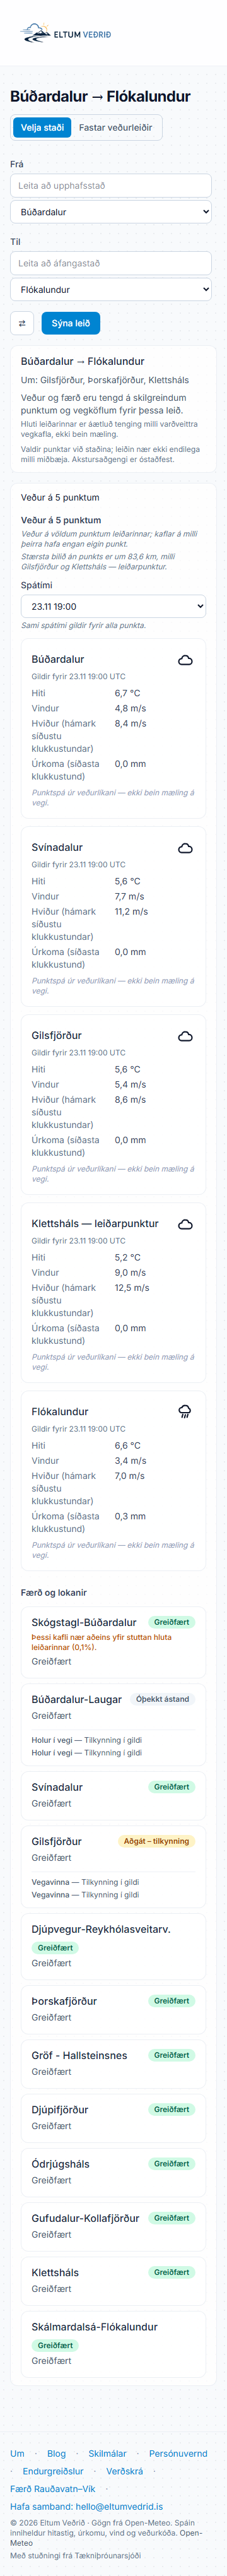 ELTUM VEÐRIÐ
Búðardalur → Flókalundur
Velja staði
Fastar veðurleiðir
Frá
Leita að upphafsstað
Búðardalur
Til
Leita að áfangastað
Flókalundur
⇄
Sýna leið
Búðardalur → Flókalundur
Um: Gilsfjörður, Þorskafjörður, Klettsháls
Veður og færð eru tengd á skilgreindum
punktum og vegköflum fyrir þessa leið.
Hluti leiðarinnar er áætluð tenging milli varðveittra
vegkafla, ekki bein mæling.
Valdir punktar við staðina; leiðin nær ekki endilega
milli miðbæja. Akstursaðgengi er óstaðfest.
Veður á 5 punktum
Veður á 5 punktum
Veður á völdum punktum leiðarinnar; kaflar á milli
þeirra hafa engan eigin punkt.
Stærsta bilið án punkts er um 83,6 km, milli
Gilsfjörður og Klettsháls — leiðarpunktur.
Spátími
23.11 19:00
Sami spátími gildir fyrir alla punkta.
Búðardalur
Gildir fyrir 23.11 19:00 UTC
Hiti 6,7 °C
Vindur 4,8 m/s
Hviður (hámark 8,4 m/s
síðustu
klukkustundar)
Úrkoma (síðasta 0,0 mm
klukkustund)
Punktspá úr veðurlíkani — ekki bein mæling á
vegi.
Svínadalur
Gildir fyrir 23.11 19:00 UTC
Hiti 5,6 °C
Vindur 7,7 m/s
Hviður (hámark 11,2 m/s
síðustu
klukkustundar)
Úrkoma (síðasta 0,0 mm
klukkustund)
Punktspá úr veðurlíkani — ekki bein mæling á
vegi.
Gilsfjörður
Gildir fyrir 23.11 19:00 UTC
Hiti 5,6 °C
Vindur 5,4 m/s
Hviður (hámark 8,6 m/s
síðustu
klukkustundar)
Úrkoma (síðasta 0,0 mm
klukkustund)
Punktspá úr veðurlíkani — ekki bein mæling á
vegi.
Klettsháls — leiðarpunktur
Gildir fyrir 23.11 19:00 UTC
Hiti 5,2 °C
Vindur 9,0 m/s
Hviður (hámark 12,5 m/s
síðustu
klukkustundar)
Úrkoma (síðasta 0,0 mm
klukkustund)
Punktspá úr veðurlíkani — ekki bein mæling á
vegi.
Flókalundur
Gildir fyrir 23.11 19:00 UTC
Hiti 6,6 °C
Vindur 3,4 m/s
Hviður (hámark 7,0 m/s
síðustu
klukkustundar)
Úrkoma (síðasta 0,3 mm
klukkustund)
Punktspá úr veðurlíkani — ekki bein mæling á
vegi.
Færð og lokanir
Skógstagl-Búðardalur Greiðfært
Þessi kafli nær aðeins yfir stuttan hluta
leiðarinnar (0,1%).
Greiðfært
Búðardalur-Laugar Óþekkt ástand
Greiðfært
Holur í vegi — Tilkynning í gildi
Holur í vegi — Tilkynning í gildi
Svínadalur Greiðfært
Greiðfært
Gilsfjörður Aðgát – tilkynning
Greiðfært
Vegavinna — Tilkynning í gildi
Vegavinna — Tilkynning í gildi
Djúpvegur-Reykhólasveitarv.
Greiðfært
Greiðfært
Þorskafjörður Greiðfært
Greiðfært
Gröf - Hallsteinsnes Greiðfært
Greiðfært
Djúpifjörður Greiðfært
Greiðfært
Ódrjúgsháls Greiðfært
Greiðfært
Gufudalur-Kollafjörður Greiðfært
Greiðfært
Klettsháls Greiðfært
Greiðfært
Skálmardalsá-Flókalundur
Greiðfært
Greiðfært
Um · Blog · Skilmálar · Persónuvernd
· Endurgreiðslur · Verðskrá ·
Færð Rauðavatn–Vík ·
Hafa samband: hello@eltumvedrid.is
© 2026 Eltum Veðrið · Gögn frá Open-Meteo. Spáin
inniheldur hitastig, úrkomu, vind og veðurkóða. Open-
Meteo
Með stuðningi frá Tækniþróunarsjóði